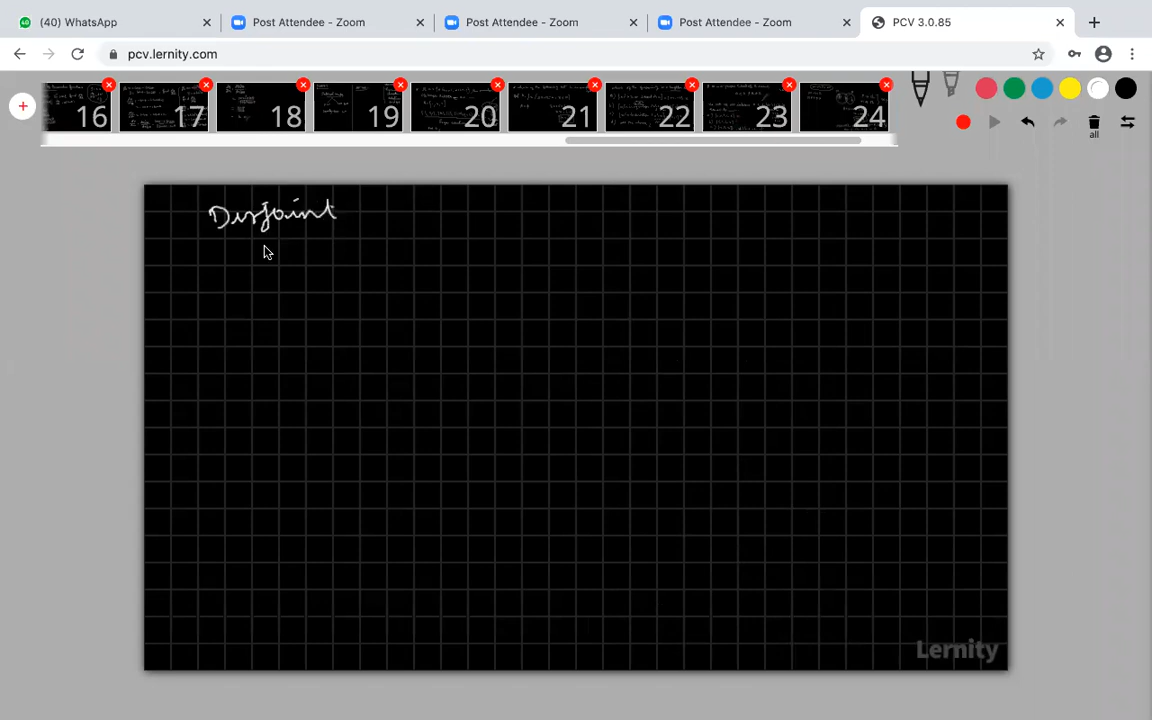 (40) WhatsApp
Post Attendee - Zoom
Post Attendee - Zoom
Post Attendee - Zoom
PCV 3.0.85
pcv.lernity.com
16 17 18 19 20 21 22 23 24
all
Disjoint
Lernity